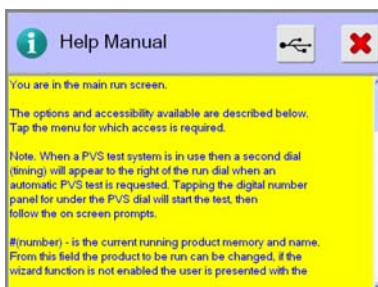 Help Manual
You are in the main run screen.
The options and accessibility available are described below.
Tap the menu for which access is required.
Note. When a PVS test system is in use then a second dial
(timing) will appear to the right of the run dial when an
automatic PVS test is requested. Tapping the digital number
panel for under the PVS dial will start the test, then
follow the on screen prompts.
#(number) - is the current running product memory and name.
From this field the product to be run can be changed, if the
wizard function is not enabled the user is presented with the